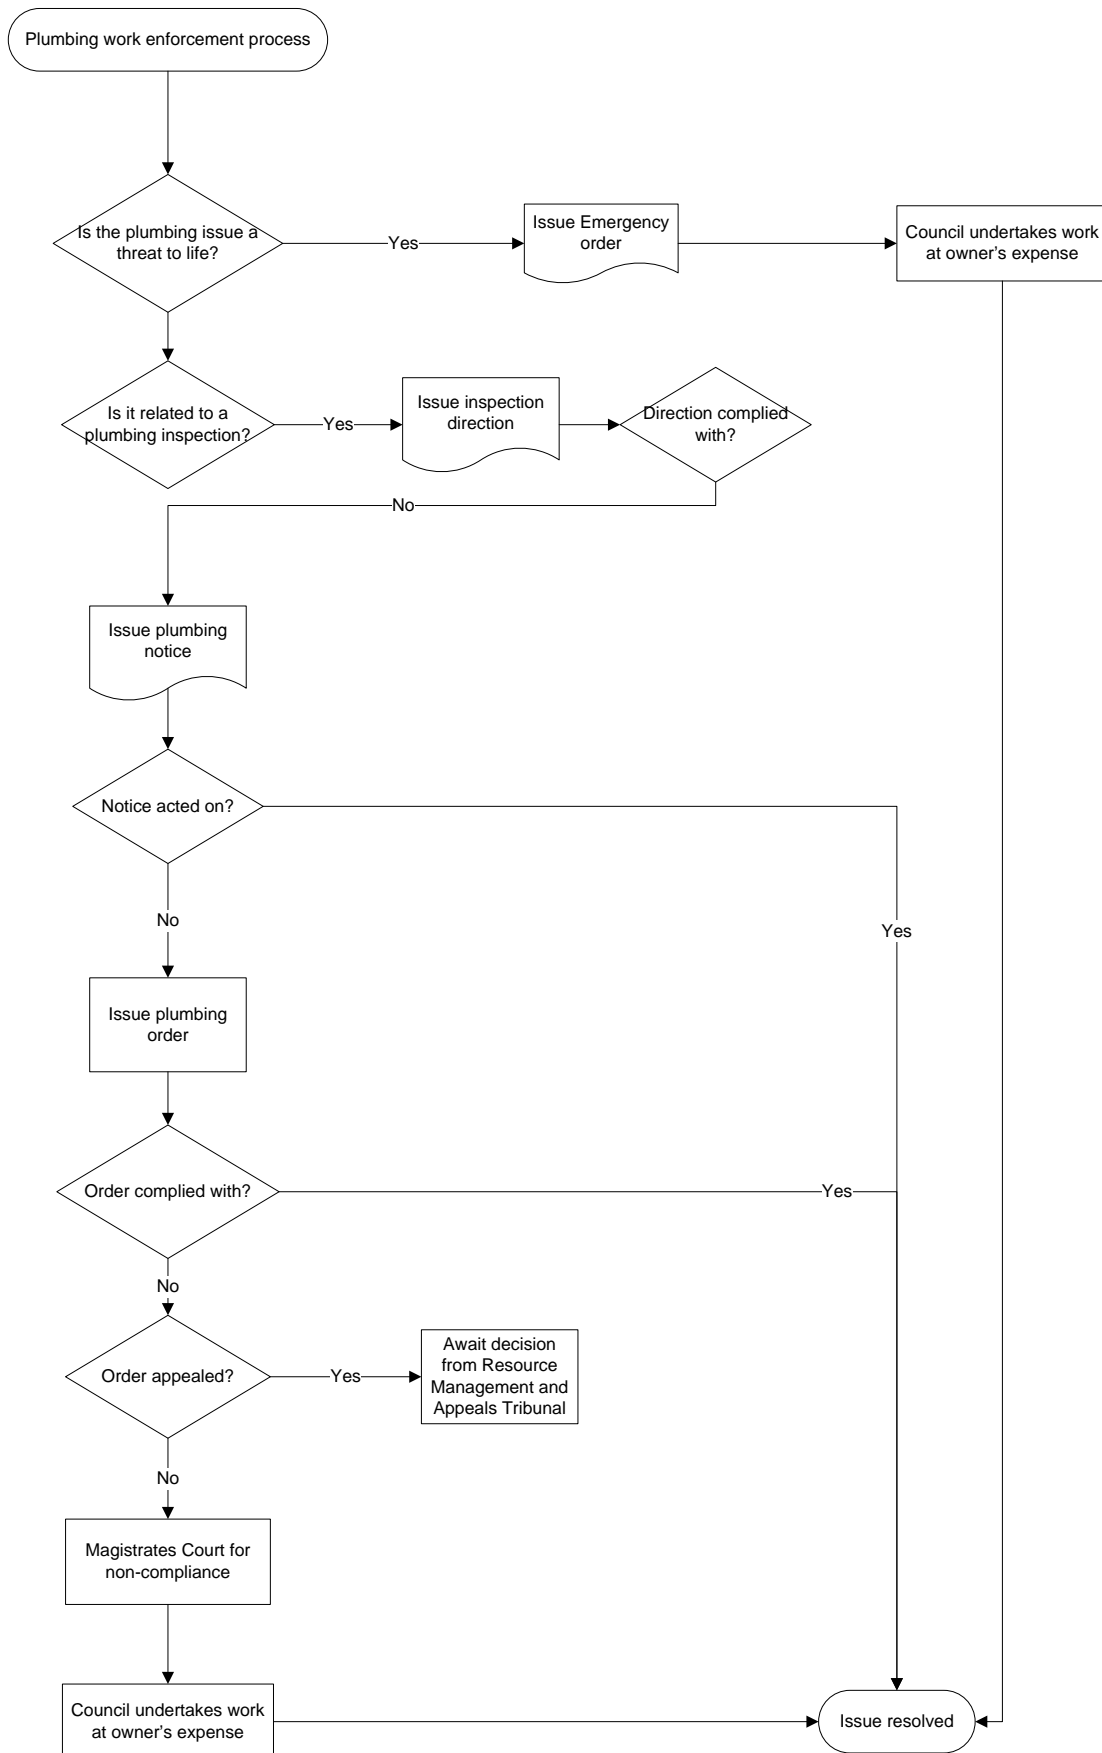 Plumbing work enforcement process
Is the plumbing issue a
threat to life?
Yes
Issue Emergency
order
Council undertakes work
at owner's expense
Is it related to a
plumbing inspection?
Yes
Issue inspection
direction
Direction complied
with?
No
Issue plumbing
notice
Notice acted on?
Yes
No
Issue plumbing
order
Order complied with?
Yes
No
Order appealed?
Yes
Await decision
from Resource
Management and
Appeals Tribunal
No
Magistrates Court for
non-compliance
Council undertakes work
at owner's expense
Issue resolved